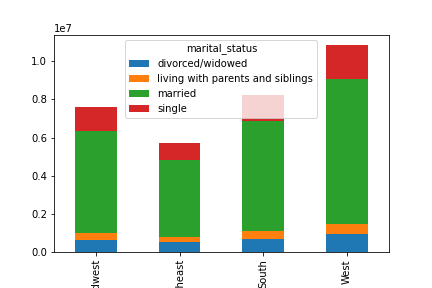 1e7
marital_status
divorced/widowed
living with parents and siblings
married
single
1.0
0.8
0.6
0.4
0.2
0.0
dwest
heast
South
West